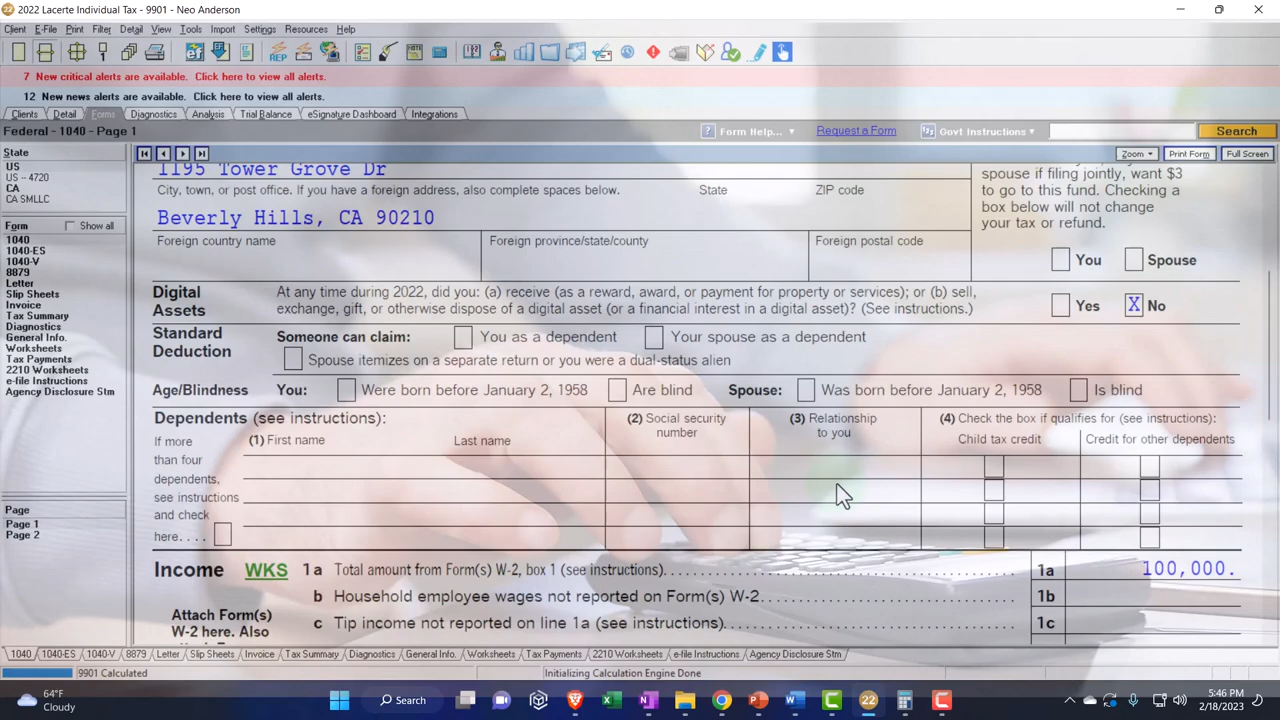 22 2022 Lacerte Individual Tax - 9901 - Neo Anderson
Client E-File Print Filter Detail View Tools Import Settings Resources Help
7 New critical alerts are available. Click here to view all alerts.
12 New news alerts are available. Click here to view all alerts.
Clients Detail Forms Diagnostics Analysis Trial Balance eSignature Dashboard Integrations
Federal - 1040 - Page 1
? Form Help... Request a Form Govt Instructions Search
State
Zoom Print Form Full Screen
US
US -- 4720
CA
CA SMLLC
Form Show all
1040
1040-ES
1040-V
8879
Letter
Slip Sheets
Invoice
Tax Summary
Diagnostics
General Info.
Worksheets
Tax Payments
2210 Worksheets
e-file Instructions
Agency Disclosure Stm
Page
Page 1
Page 2
1195 Tower Grove Dr
City, town, or post office. If you have a foreign address, also complete spaces below. State ZIP code
Beverly Hills, CA 90210
Foreign country name Foreign province/state/county Foreign postal code
spouse if filing jointly, want $3
to go to this fund. Checking a
box below will not change
your tax or refund.
You Spouse
Digital Assets
At any time during 2022, did you: (a) receive (as a reward, award, or payment for property or services); or (b) sell,
exchange, gift, or otherwise dispose of a digital asset (or a financial interest in a digital asset)? (See instructions.)
Yes X No
Standard Deduction
Someone can claim: You as a dependent Your spouse as a dependent
Spouse itemizes on a separate return or you were a dual-status alien
Age/Blindness You: Were born before January 2, 1958 Are blind Spouse: Was born before January 2, 1958 Is blind
Dependents (see instructions):
(1) First name Last name
(2) Social security number
(3) Relationship to you
(4) Check the box if qualifies for (see instructions):
Child tax credit Credit for other dependents
If more
than four
dependents,
see instructions
and check
here. . . .
Income WKS 1a Total amount from Form(s) W-2, box 1 (see instructions) 1a 100,000.
b Household employee wages not reported on Form(s) W-2 1b
Attach Form(s)
W-2 here. Also
c Tip income not reported on line 1a (see instructions) 1c
1040 1040-ES 1040-V 8879 Letter Slip Sheets Invoice Tax Summary Diagnostics General Info. Worksheets Tax Payments 2210 Worksheets e-file Instructions Agency Disclosure Stm
9901 Calculated Initializing Calculation Engine Done
64°F
Cloudy
Search
22
5:46 PM
2/18/2023